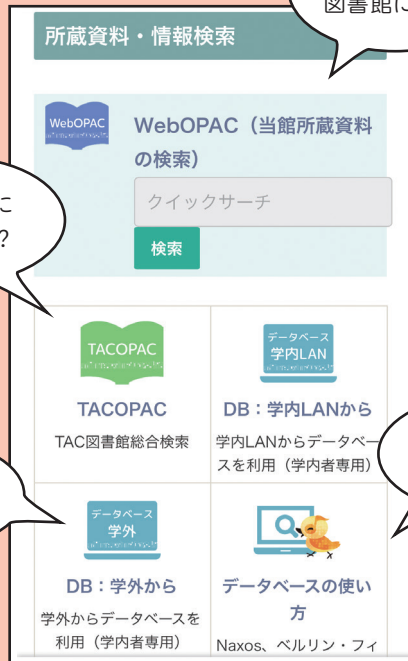 図書館に
所蔵資料・情報検索
WebOPAC
WebOPAC（当館所蔵資料
の検索）
クイックサーチ
に
?
検索
TACOPAC
データベース
学内LAN
TACOPAC
DB：学内LANから
TAC図書館総合検索
学内LANからデータベー
スを利用（学内者専用）
データベース
学外
DB：学外から
データベースの使い
方
学外からデータベースを
利用（学内者専用）
Naxos、ベルリン・フィ